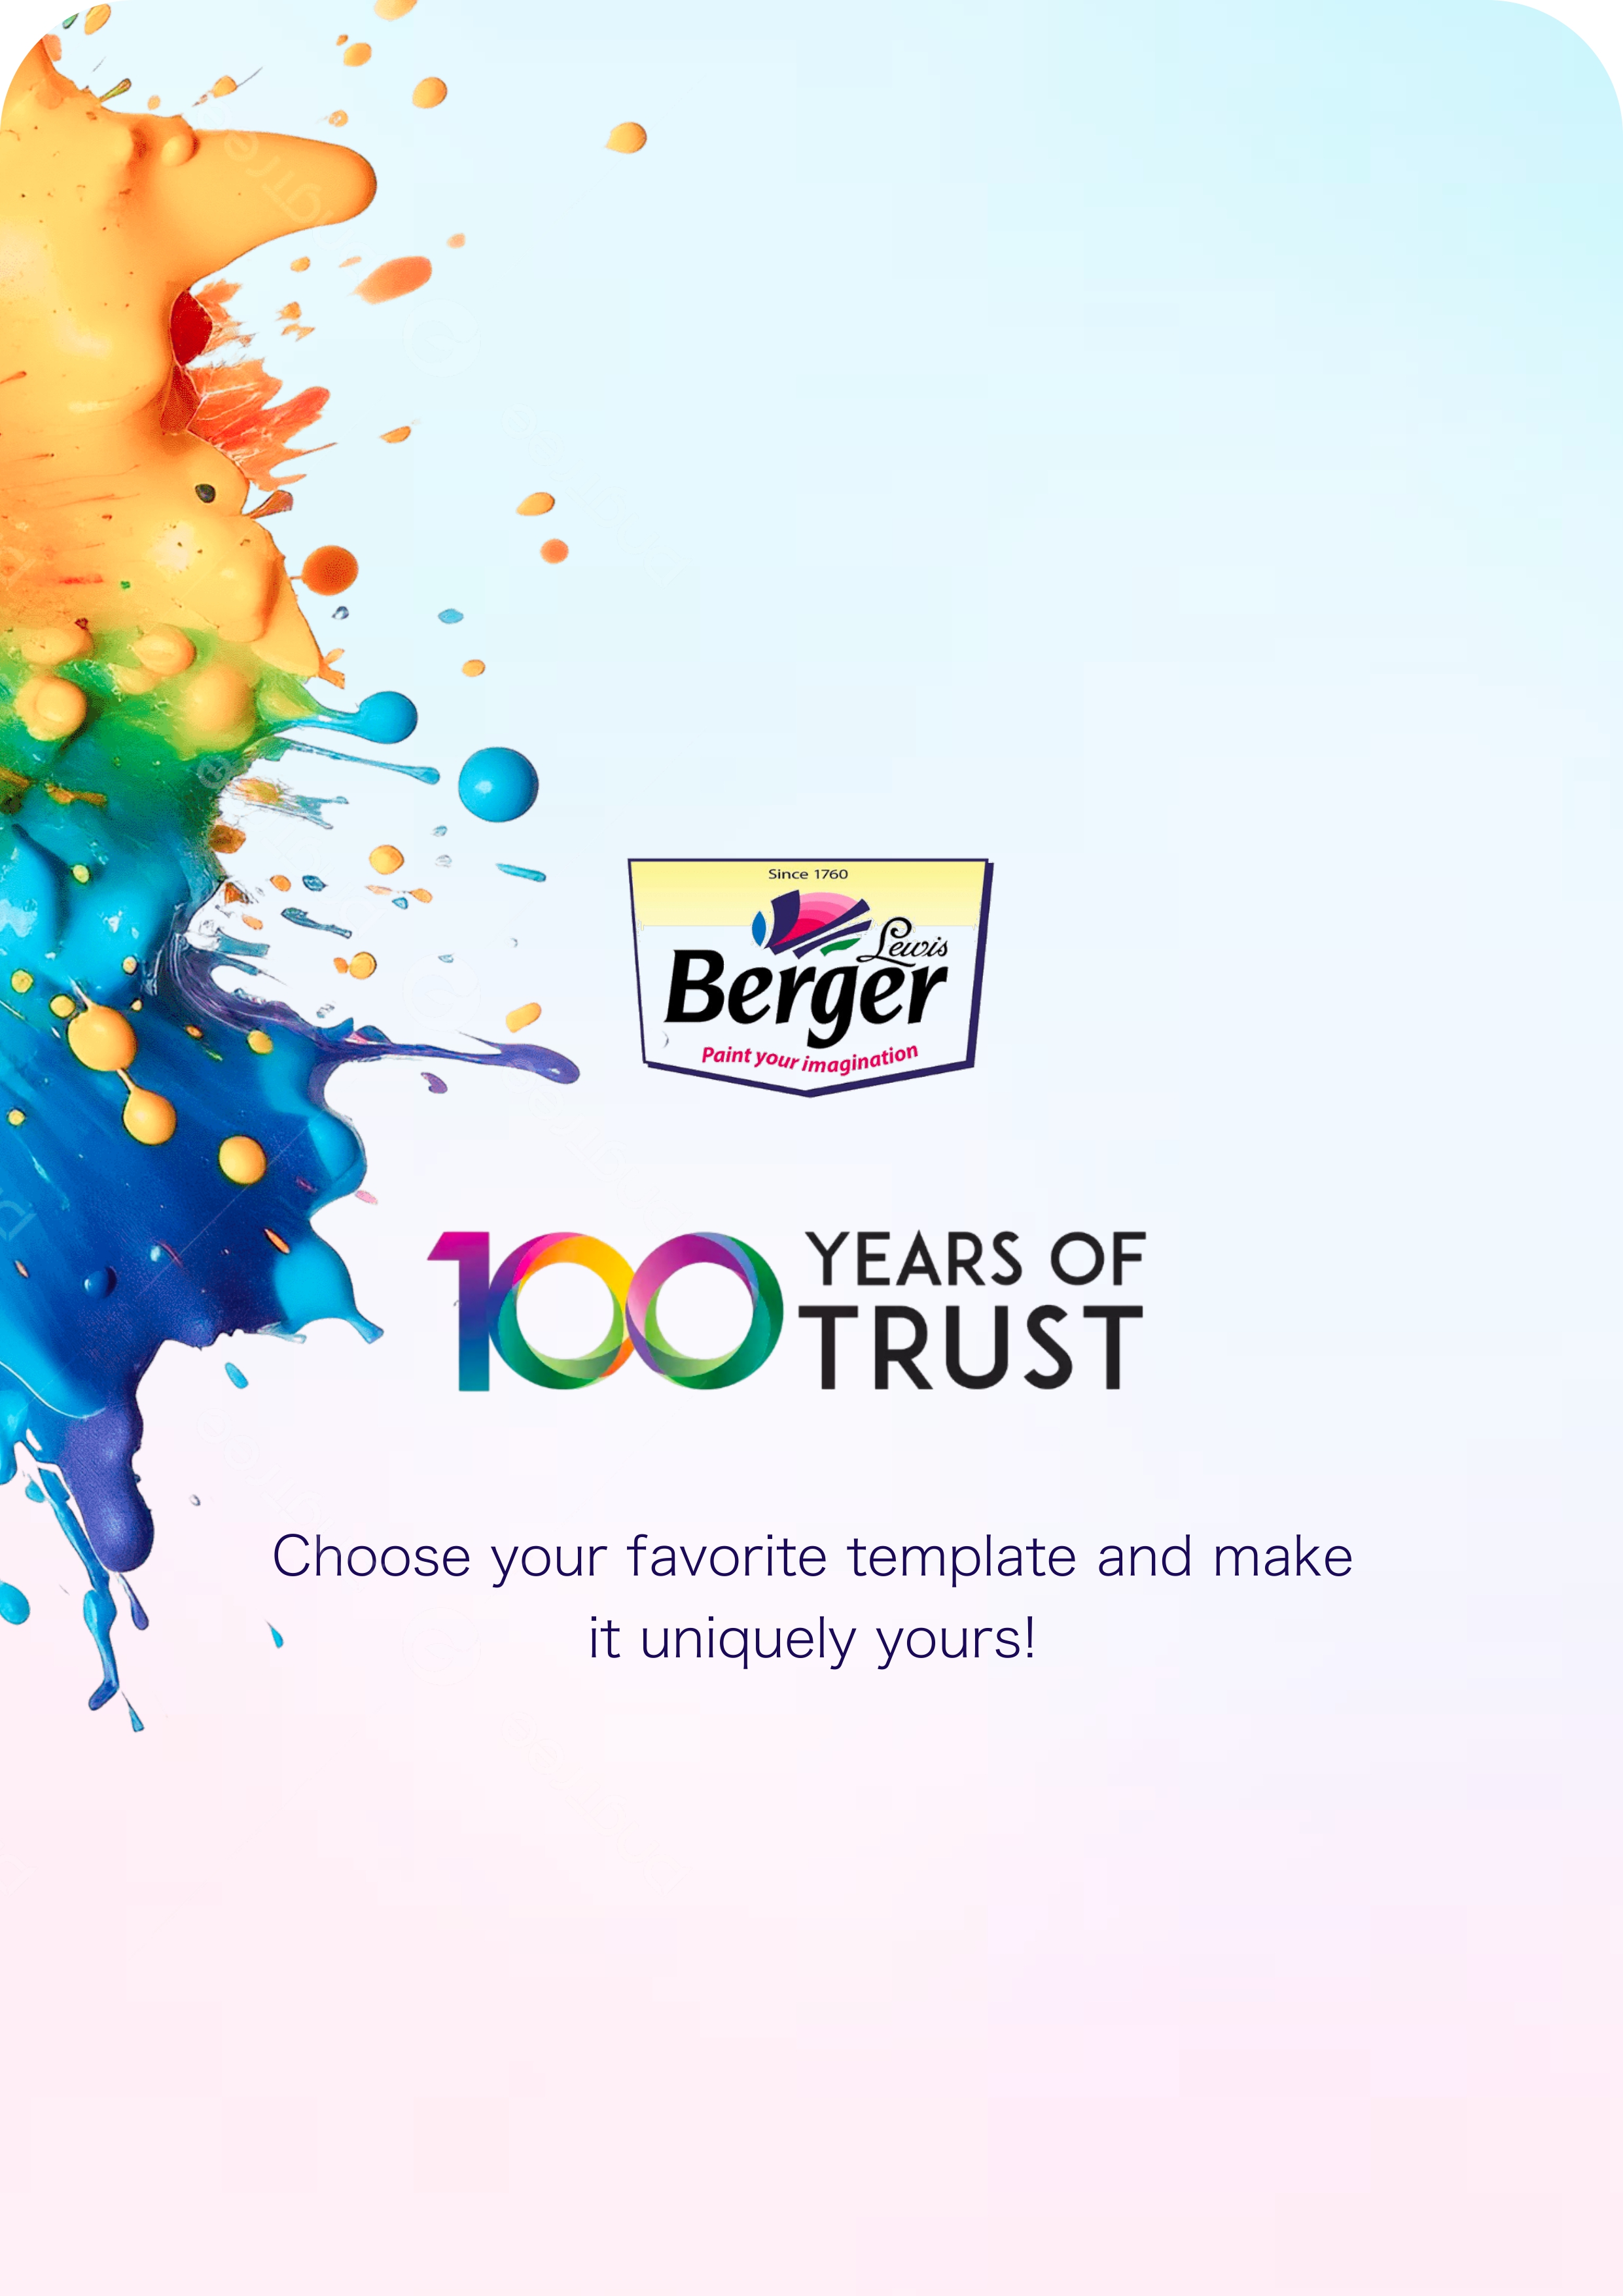 Since 1760
Lewis
Berger
Paint your imagination
100 YEARS OF
TRUST
Choose your favorite template and make
it uniquely yours!